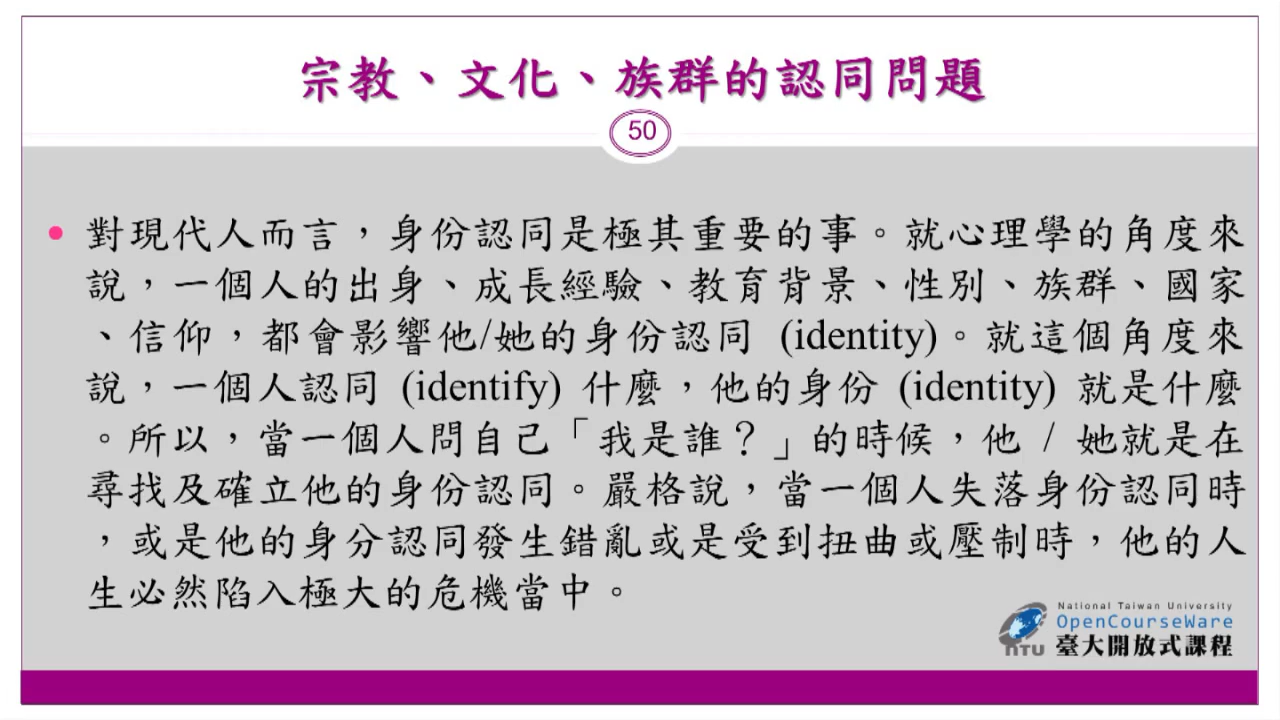 宗教、文化、族群的認同問題
50
• 對現代人而言，身份認同是極其重要的事。就心理學的角度來
說，一個人的出身、成長經驗、教育背景、性別、族群、國家
、信仰，都會影響他/她的身份認同 (identity)。就這個角度來
說，一個人認同 (identify) 什麼，他的身份 (identity) 就是什麼
。所以，當一個人問自己「我是誰？」的時候，他 / 她就是在
尋找及確立他的身份認同。嚴格說，當一個人失落身份認同時
，或是他的身分認同發生錯亂或是受到扭曲或壓制時，他的人
生必然陷入極大的危機當中。
National Taiwan University
OpenCourseWare
NTU 臺大開放式課程